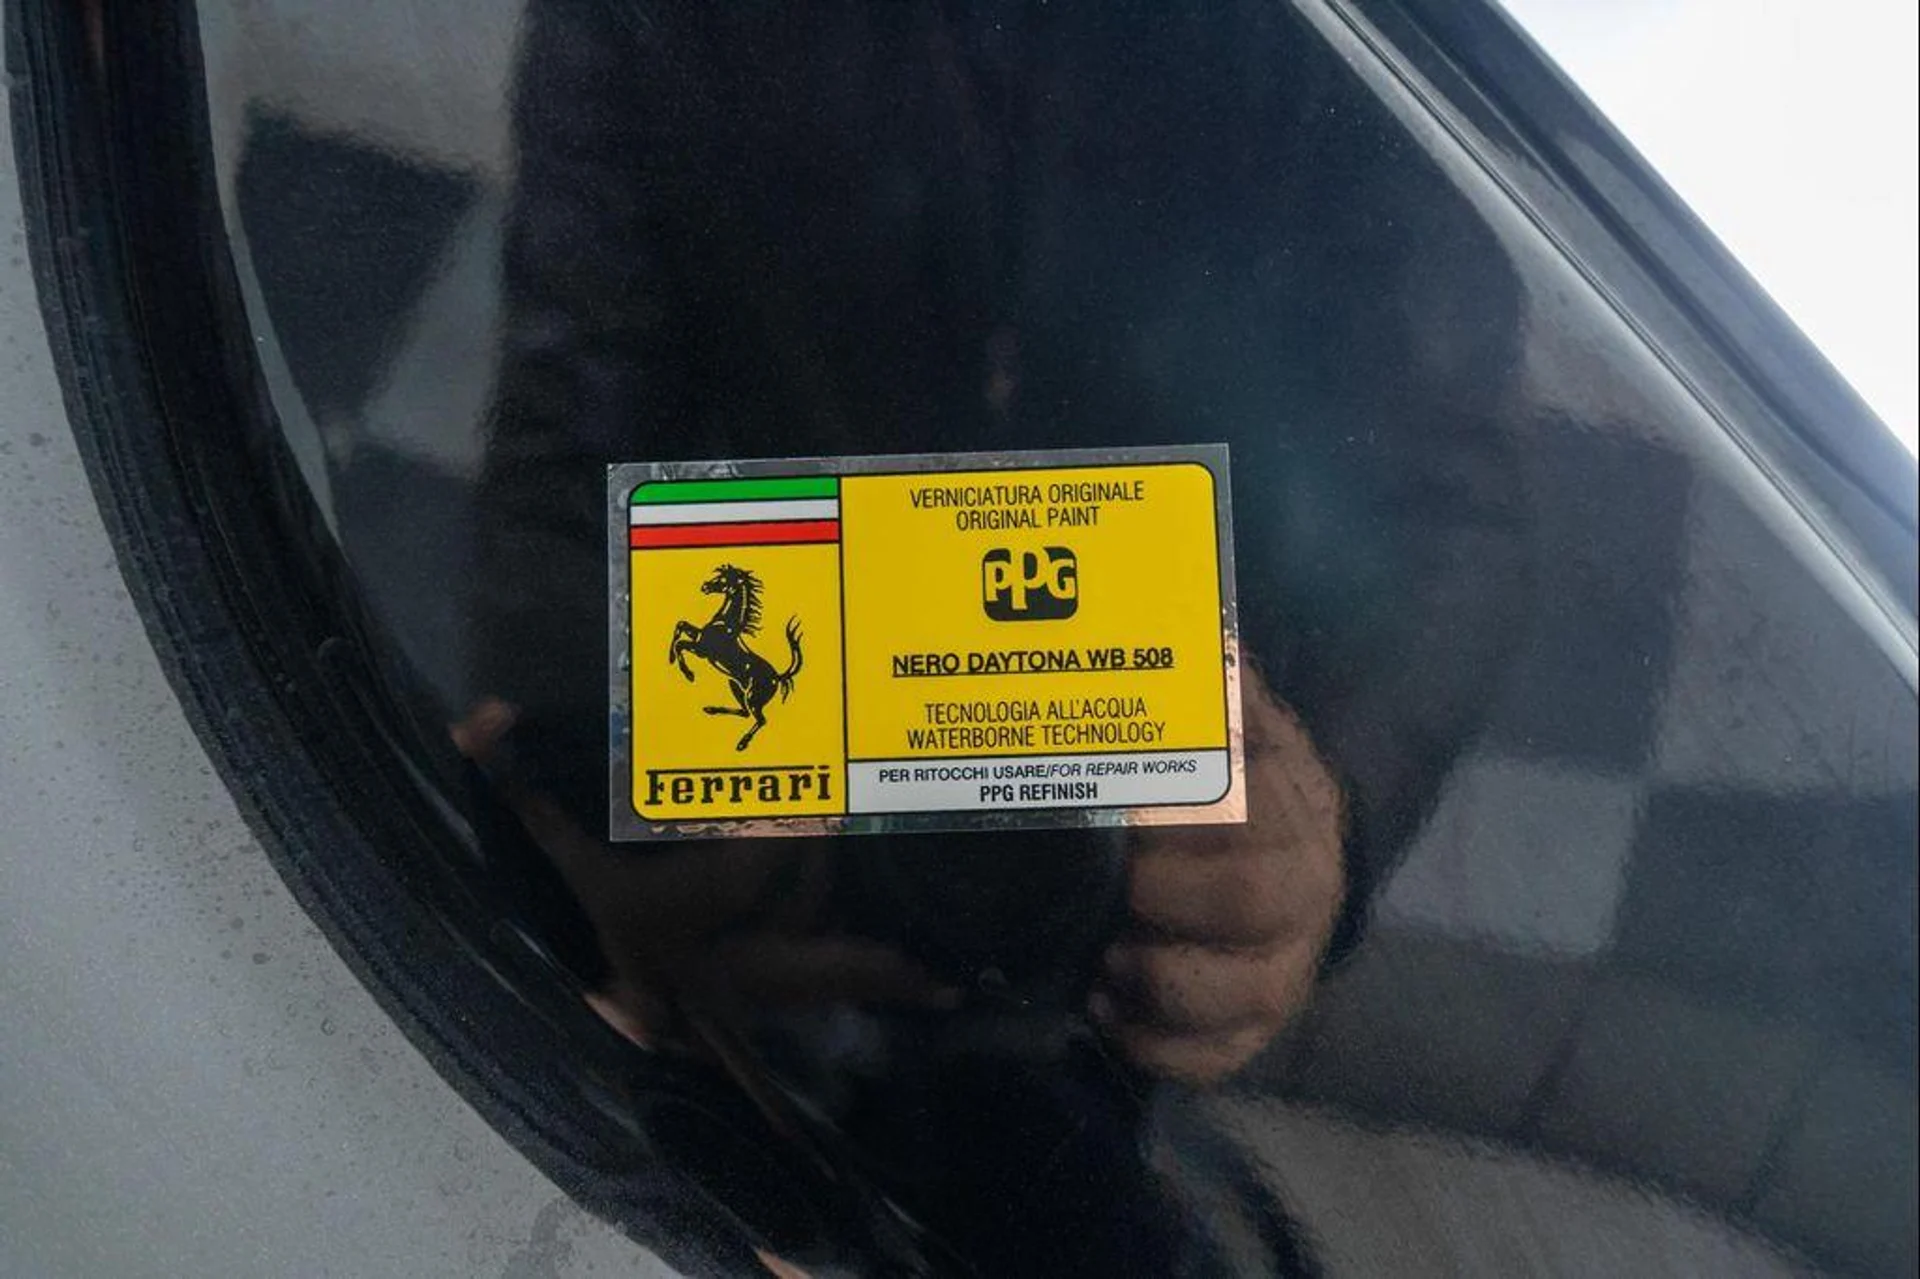 VERNICIATURA ORIGINALE
ORIGINAL PAINT
PPG
NERO DAYTONA WB 508
TECNOLOGIA ALL'ACQUA
WATERBORNE TECHNOLOGY
PER RITOCCHI USARE/FOR REPAIR WORKS
PPG REFINISH
Ferrari